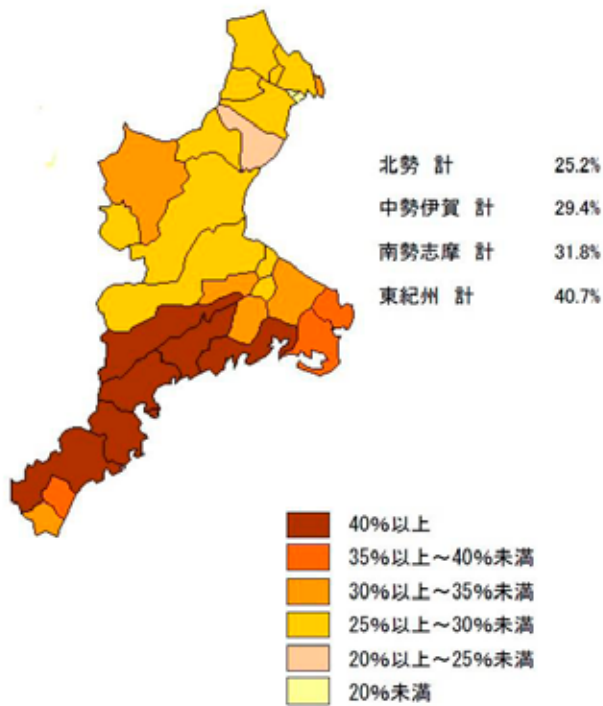 北勢 計 25.2%
中勢伊賀 計 29.4%
南勢志摩 計 31.8%
東紀州 計 40.7%
40%以上
35%以上～40%未満
30%以上～35%未満
25%以上～30%未満
20%以上～25%未満
20%未満